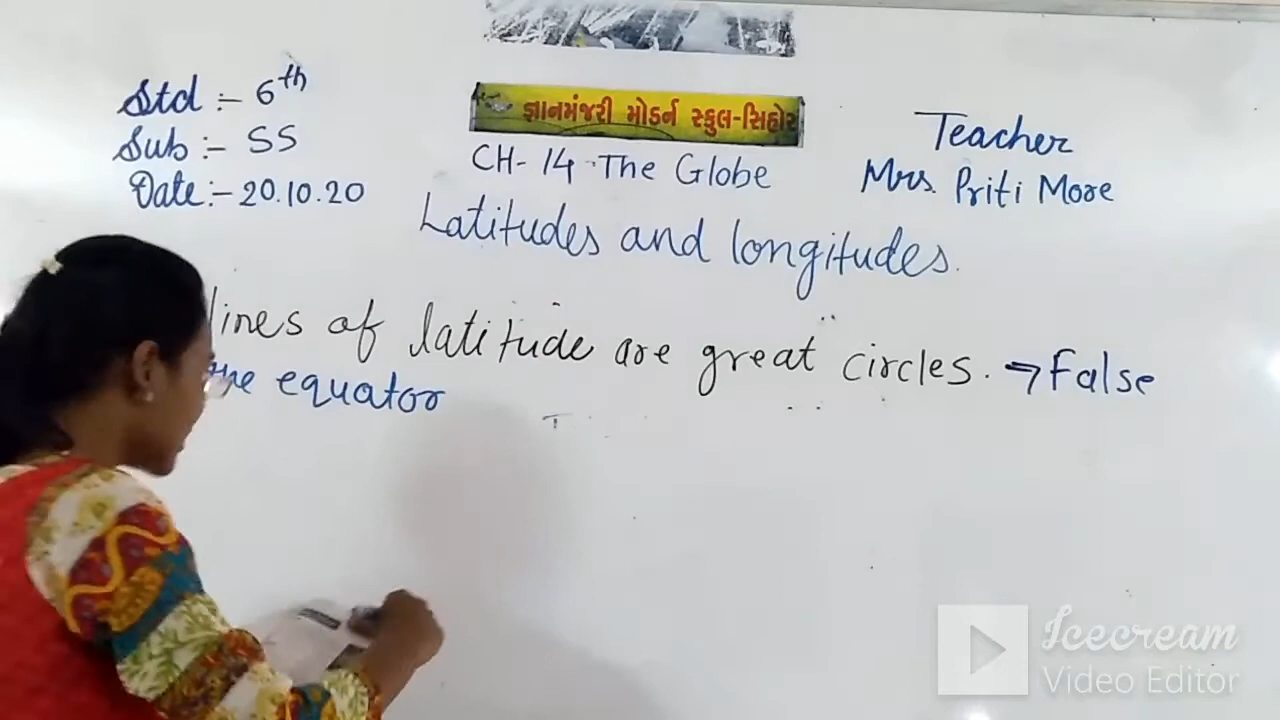 Std :- 6th
Sub :- SS
Date :- 20.10.20
જ્ઞાનમંજરી મોડર્ન સ્કુલ-સિહોર
CH- 14 The Globe
Teacher
Mrs. Priti More
Latitudes and longitudes.
lines of latitude are great circles. → False
equator
Icecream
Video Editor